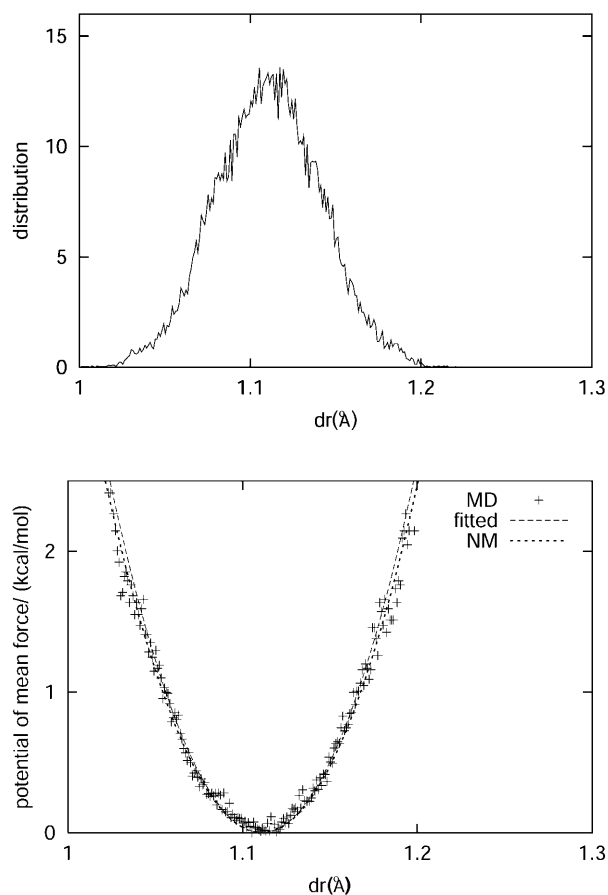 15
10
5
0
distribution
1
1.1
1.2
1.3
dr(Å)
MD
fitted
NM
2
1
0
potential of mean force/ (kcal/mol)
1
1.1
1.2
1.3
dr(Å)